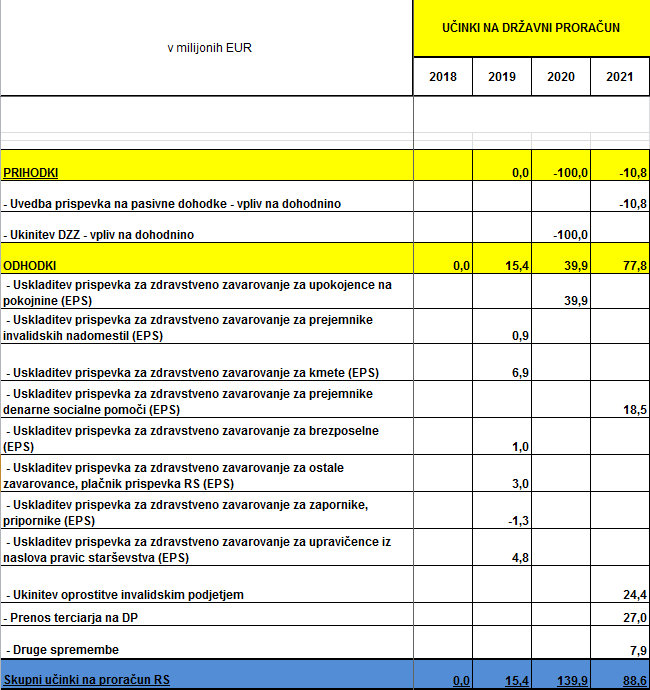 v milijonih EUR
UČINKI NA DRŽAVNI PRORAČUN
2018 2019 2020 2021
PRIHODKI 0,0 -100,0 -10,8
- Uvedba prispevka na pasivne dohodke - vpliv na dohodnino -10,8
- Ukinitev DZZ - vpliv na dohodnino -100,0
ODHODKI 0,0 15,4 39,9 77,8
- Uskladitev prispevka za zdravstveno zavarovanje za upokojence na
pokojnine (EPS) 39,9
- Uskladitev prispevka za zdravstveno zavarovanje za prejemnike
invalidskih nadomestil (EPS) 0,9
- Uskladitev prispevka za zdravstveno zavarovanje za kmete (EPS) 6,9
- Uskladitev prispevka za zdravstveno zavarovanje za prejemnike
denarne socialne pomoči (EPS) 18,5
- Uskladitev prispevka za zdravstveno zavarovanje za brezposelne
(EPS) 1,0
- Uskladitev prispevka za zdravstveno zavarovanje za ostale
zavarovance, plačnik prispevka RS (EPS) 3,0
- Uskladitev prispevka za zdravstveno zavarovanje za zapornike,
pripornike (EPS) -1,3
- Uskladitev prispevka za zdravstveno zavarovanje za upravičence iz
naslova pravic starševstva (EPS) 4,8
- Ukinitev oprostitve invalidskim podjetjem 24,4
- Prenos terciarja na DP 27,0
- Druge spremembe 7,9
Skupni učinki na proračun RS 0,0 15,4 139,9 88,6